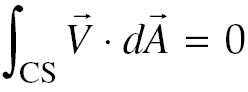 ∫_CS V⃗ · dA⃗ = 0